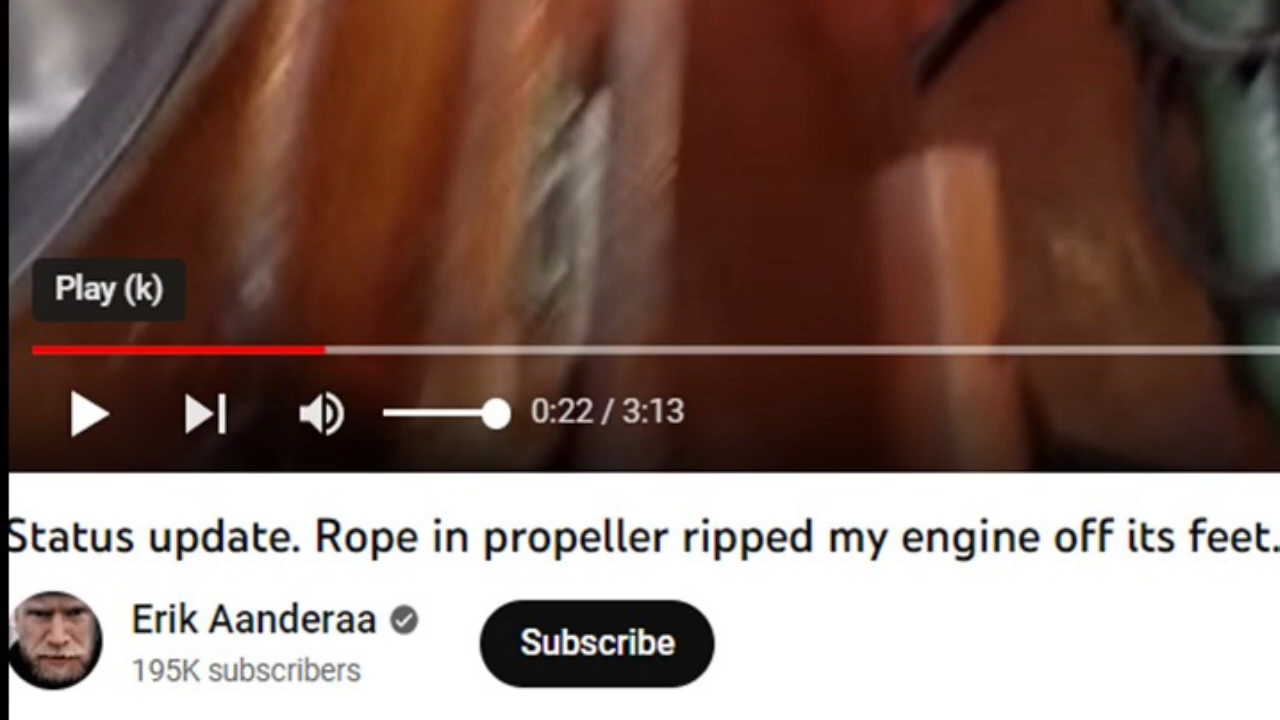 Play (k)
0:22 / 3:13
Status update. Rope in propeller ripped my engine off its feet.
Erik Aanderaa
195K subscribers
Subscribe